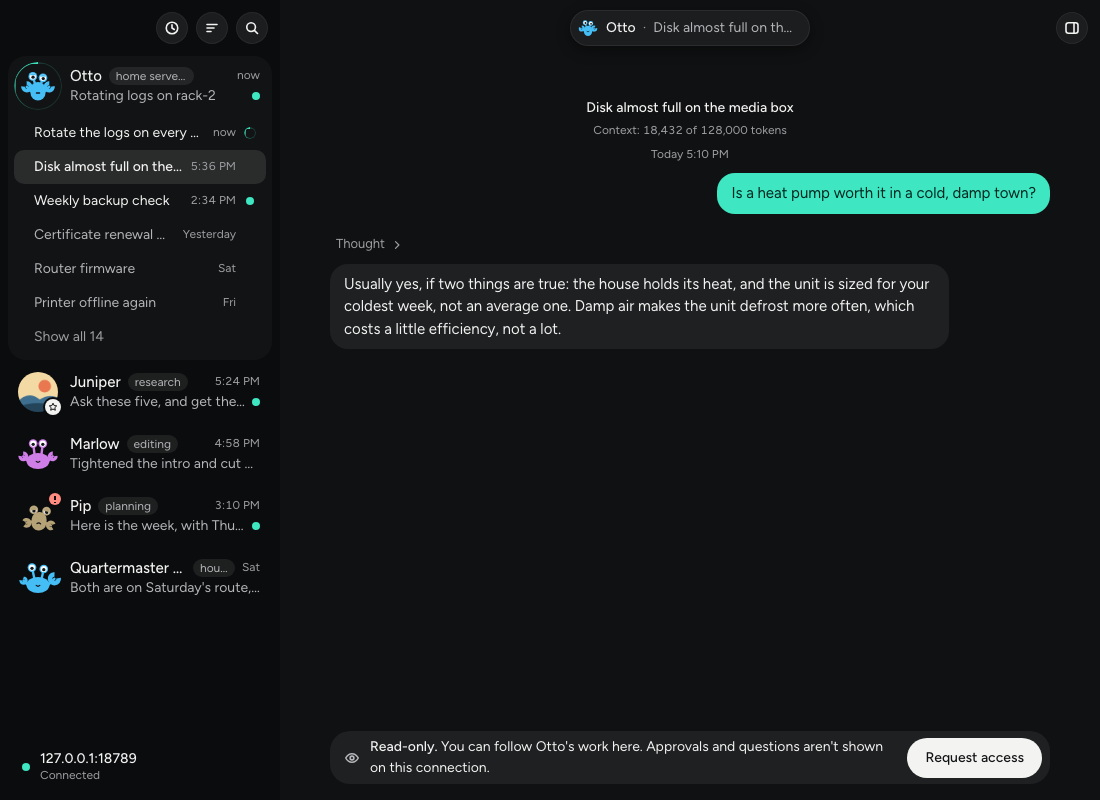 Otto home serve... now
Rotating logs on rack-2
Rotate the logs on every ... now
Disk almost full on the... 5:36 PM
Weekly backup check 2:34 PM
Certificate renewal ... Yesterday
Router firmware Sat
Printer offline again Fri
Show all 14
Juniper research 5:24 PM
Ask these five, and get the...
Marlow editing 4:58 PM
Tightened the intro and cut ...
Pip planning 3:10 PM
Here is the week, with Thu...
Quartermaster ... hou... Sat
Both are on Saturday's route,...
127.0.0.1:18789
Connected
Otto · Disk almost full on th...
Disk almost full on the media box
Context: 18,432 of 128,000 tokens
Today 5:10 PM
Is a heat pump worth it in a cold, damp town?
Thought
Usually yes, if two things are true: the house holds its heat, and the unit is sized for your
coldest week, not an average one. Damp air makes the unit defrost more often, which
costs a little efficiency, not a lot.
Read-only. You can follow Otto's work here. Approvals and questions aren't shown
on this connection.
Request access